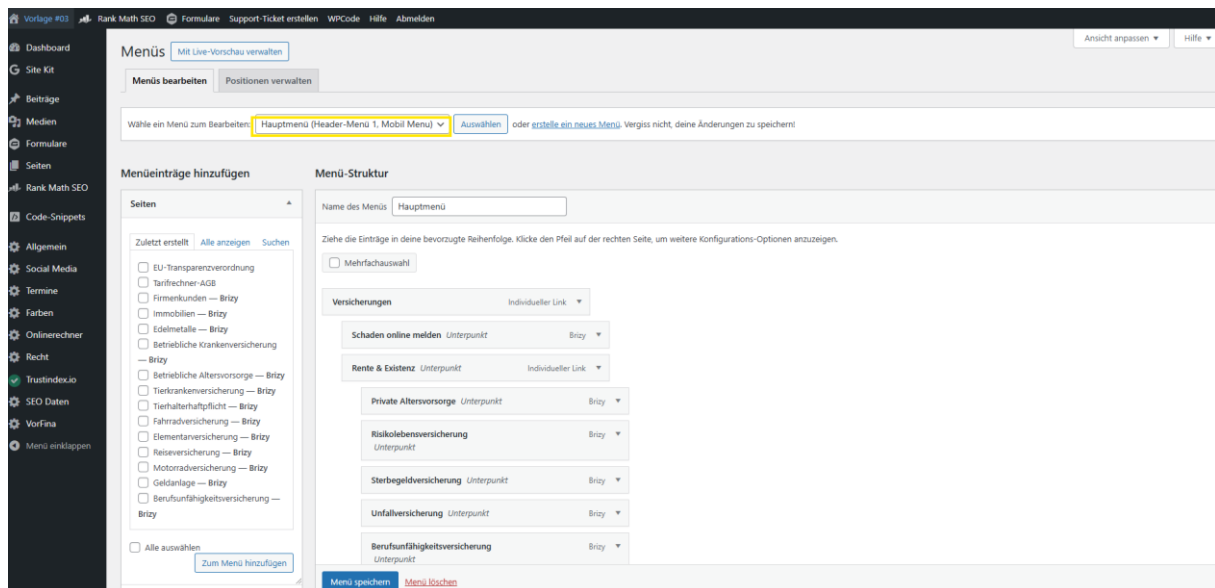 Vorlage #03 Rank Math SEO Formulare Support-Ticket erstellen WPCode Hilfe Abmelden
Ansicht anpassen ▼ Hilfe ▼
Dashboard
Site Kit
Beiträge
Medien
Formulare
Seiten
Rank Math SEO
Code-Snippets
Allgemein
Social Media
Termine
Farben
Onlinerechner
Recht
Trustindex.io
SEO Daten
VorFina
Menü einklappen
Menüs Mit Live-Vorschau verwalten
Menüs bearbeiten Positionen verwalten
Wähle ein Menü zum Bearbeiten: Hauptmenü (Header-Menü 1, Mobil Menu) Auswählen oder erstelle ein neues Menü. Vergiss nicht, deine Änderungen zu speichern!
Menüeinträge hinzufügen
Seiten
Zuletzt erstellt Alle anzeigen Suchen
EU-Transparenzverordnung
Tarifrechner-AGB
Firmenkunden — Brizy
Immobilien — Brizy
Edelmetalle — Brizy
Betriebliche Krankenversicherung
— Brizy
Betriebliche Altersvorsorge — Brizy
Tierkrankenversicherung — Brizy
Tierhalterhaftpflicht — Brizy
Fahrradversicherung — Brizy
Elementarversicherung — Brizy
Reiseversicherung — Brizy
Motorradversicherung — Brizy
Geldanlage — Brizy
Berufsunfähigkeitsversicherung —
Brizy
Alle auswählen
Zum Menü hinzufügen
Menü-Struktur
Name des Menüs Hauptmenü
Ziehe die Einträge in deine bevorzugte Reihenfolge. Klicke den Pfeil auf der rechten Seite, um weitere Konfigurations-Optionen anzuzeigen.
Mehrfachauswahl
Versicherungen Individueller Link ▼
Schaden online melden Unterpunkt Brizy ▼
Rente & Existenz Unterpunkt Individueller Link ▼
Private Altersvorsorge Unterpunkt Brizy ▼
Risikolebensversicherung Brizy ▼
Unterpunkt
Sterbegeldversicherung Unterpunkt Brizy ▼
Unfallversicherung Unterpunkt Brizy ▼
Berufsunfähigkeitsversicherung Brizy ▼
Unterpunkt
Menü speichern Menü löschen